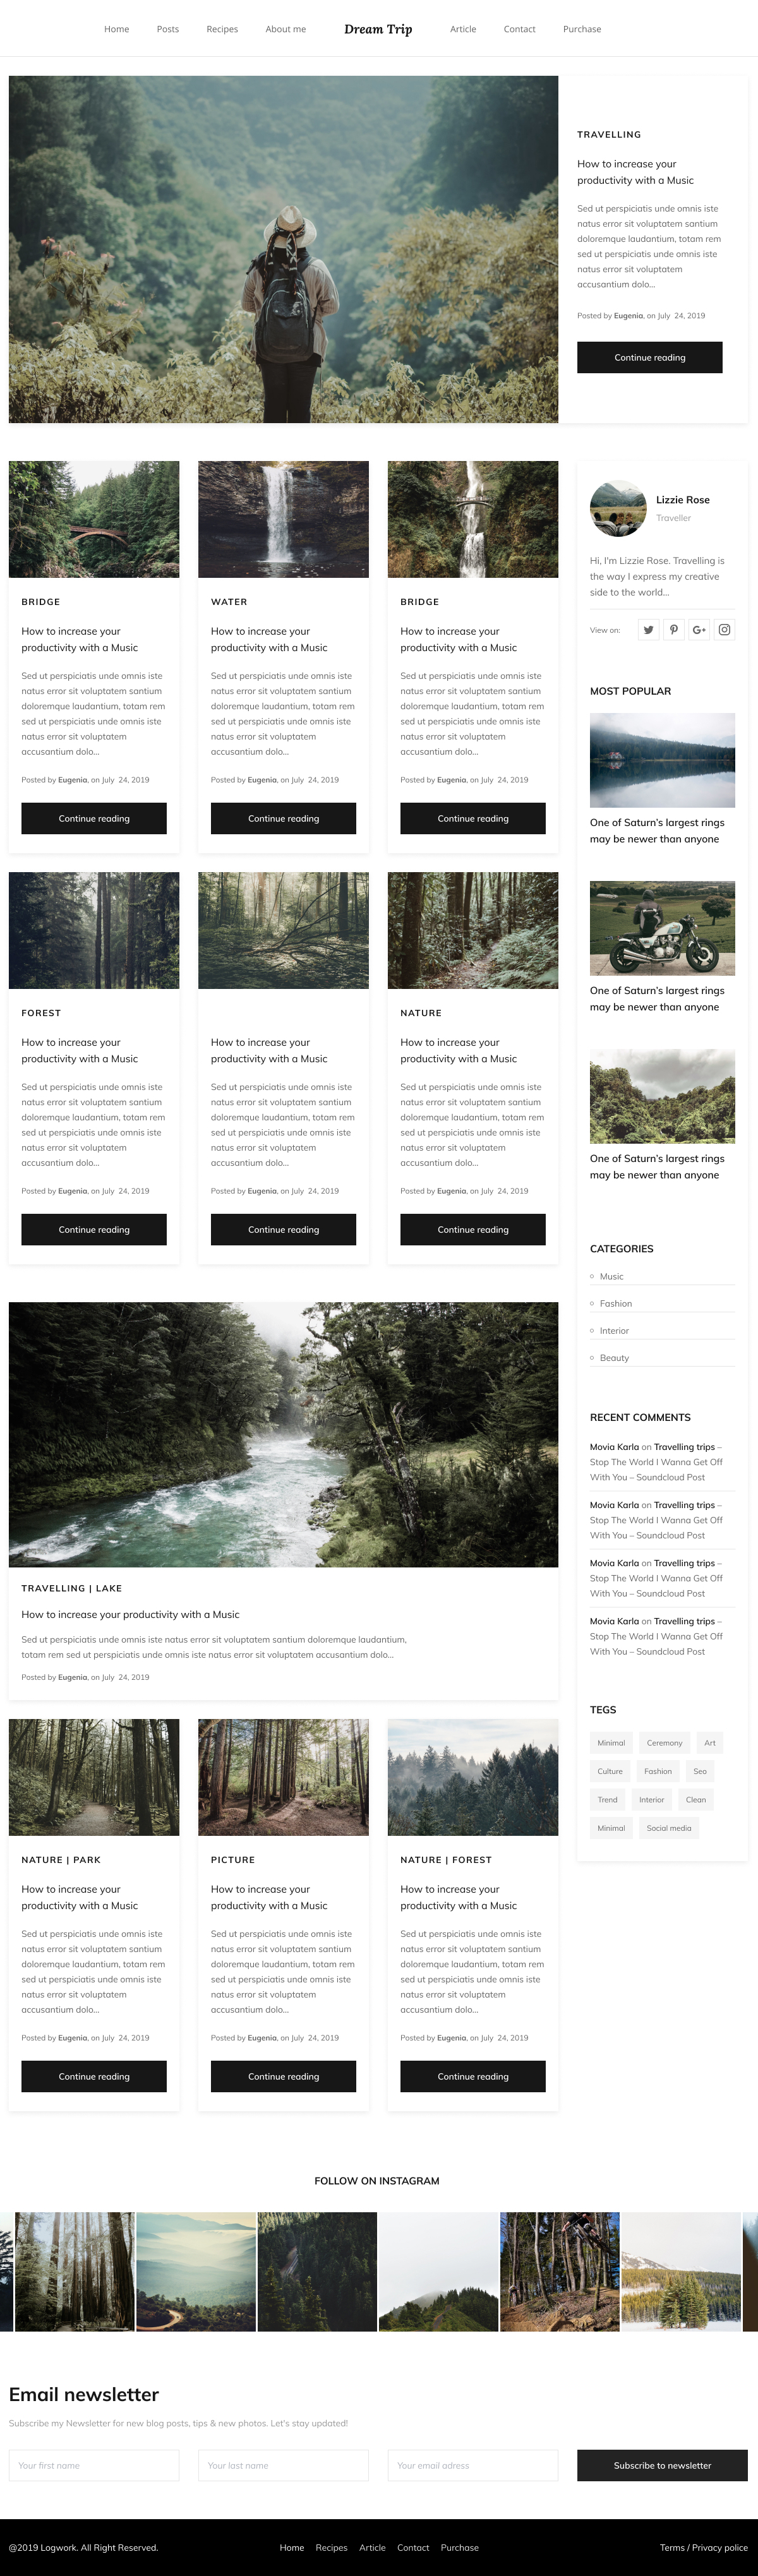 Home Posts Recipes About me Dream Trip Article Contact Purchase
TRAVELLING
How to increase your
productivity with a Music
Sed ut perspiciatis unde omnis iste
natus error sit voluptatem santium
doloremque laudantium, totam rem
sed ut perspiciatis unde omnis iste
natus error sit voluptatem
accusantium dolo...
Posted by Eugenia, on July 24, 2019
Continue reading
BRIDGE
How to increase your
productivity with a Music
Sed ut perspiciatis unde omnis iste
natus error sit voluptatem santium
doloremque laudantium, totam rem
sed ut perspiciatis unde omnis iste
natus error sit voluptatem
accusantium dolo...
Posted by Eugenia, on July 24, 2019
Continue reading
WATER
How to increase your
productivity with a Music
Sed ut perspiciatis unde omnis iste
natus error sit voluptatem santium
doloremque laudantium, totam rem
sed ut perspiciatis unde omnis iste
natus error sit voluptatem
accusantium dolo...
Posted by Eugenia, on July 24, 2019
Continue reading
BRIDGE
How to increase your
productivity with a Music
Sed ut perspiciatis unde omnis iste
natus error sit voluptatem santium
doloremque laudantium, totam rem
sed ut perspiciatis unde omnis iste
natus error sit voluptatem
accusantium dolo...
Posted by Eugenia, on July 24, 2019
Continue reading
FOREST
How to increase your
productivity with a Music
Sed ut perspiciatis unde omnis iste
natus error sit voluptatem santium
doloremque laudantium, totam rem
sed ut perspiciatis unde omnis iste
natus error sit voluptatem
accusantium dolo...
Posted by Eugenia, on July 24, 2019
Continue reading
How to increase your
productivity with a Music
Sed ut perspiciatis unde omnis iste
natus error sit voluptatem santium
doloremque laudantium, totam rem
sed ut perspiciatis unde omnis iste
natus error sit voluptatem
accusantium dolo...
Posted by Eugenia, on July 24, 2019
Continue reading
NATURE
How to increase your
productivity with a Music
Sed ut perspiciatis unde omnis iste
natus error sit voluptatem santium
doloremque laudantium, totam rem
sed ut perspiciatis unde omnis iste
natus error sit voluptatem
accusantium dolo...
Posted by Eugenia, on July 24, 2019
Continue reading
TRAVELLING | LAKE
How to increase your productivity with a Music
Sed ut perspiciatis unde omnis iste natus error sit voluptatem santium doloremque laudantium,
totam rem sed ut perspiciatis unde omnis iste natus error sit voluptatem accusantium dolo...
Posted by Eugenia, on July 24, 2019
NATURE | PARK
How to increase your
productivity with a Music
Sed ut perspiciatis unde omnis iste
natus error sit voluptatem santium
doloremque laudantium, totam rem
sed ut perspiciatis unde omnis iste
natus error sit voluptatem
accusantium dolo...
Posted by Eugenia, on July 24, 2019
Continue reading
PICTURE
How to increase your
productivity with a Music
Sed ut perspiciatis unde omnis iste
natus error sit voluptatem santium
doloremque laudantium, totam rem
sed ut perspiciatis unde omnis iste
natus error sit voluptatem
accusantium dolo...
Posted by Eugenia, on July 24, 2019
Continue reading
NATURE | FOREST
How to increase your
productivity with a Music
Sed ut perspiciatis unde omnis iste
natus error sit voluptatem santium
doloremque laudantium, totam rem
sed ut perspiciatis unde omnis iste
natus error sit voluptatem
accusantium dolo...
Posted by Eugenia, on July 24, 2019
Continue reading
Lizzie Rose
Traveller
Hi, I'm Lizzie Rose. Travelling is
the way I express my creative
side to the world...
View on:
MOST POPULAR
One of Saturn's largest rings
may be newer than anyone
One of Saturn's largest rings
may be newer than anyone
One of Saturn's largest rings
may be newer than anyone
CATEGORIES
Music
Fashion
Interior
Beauty
RECENT COMMENTS
Movia Karla on Travelling trips –
Stop The World I Wanna Get Off
With You – Soundcloud Post
Movia Karla on Travelling trips –
Stop The World I Wanna Get Off
With You – Soundcloud Post
Movia Karla on Travelling trips –
Stop The World I Wanna Get Off
With You – Soundcloud Post
Movia Karla on Travelling trips –
Stop The World I Wanna Get Off
With You – Soundcloud Post
TEGS
Minimal Ceremony Art
Culture Fashion Seo
Trend Interior Clean
Minimal Social media
FOLLOW ON INSTAGRAM
Email newsletter
Subscribe my Newsletter for new blog posts, tips & new photos. Let's stay updated!
Your first name Your last name Your email adress Subscribe to newsletter
@2019 Logwork. All Right Reserved. Home Recipes Article Contact Purchase Terms / Privacy police